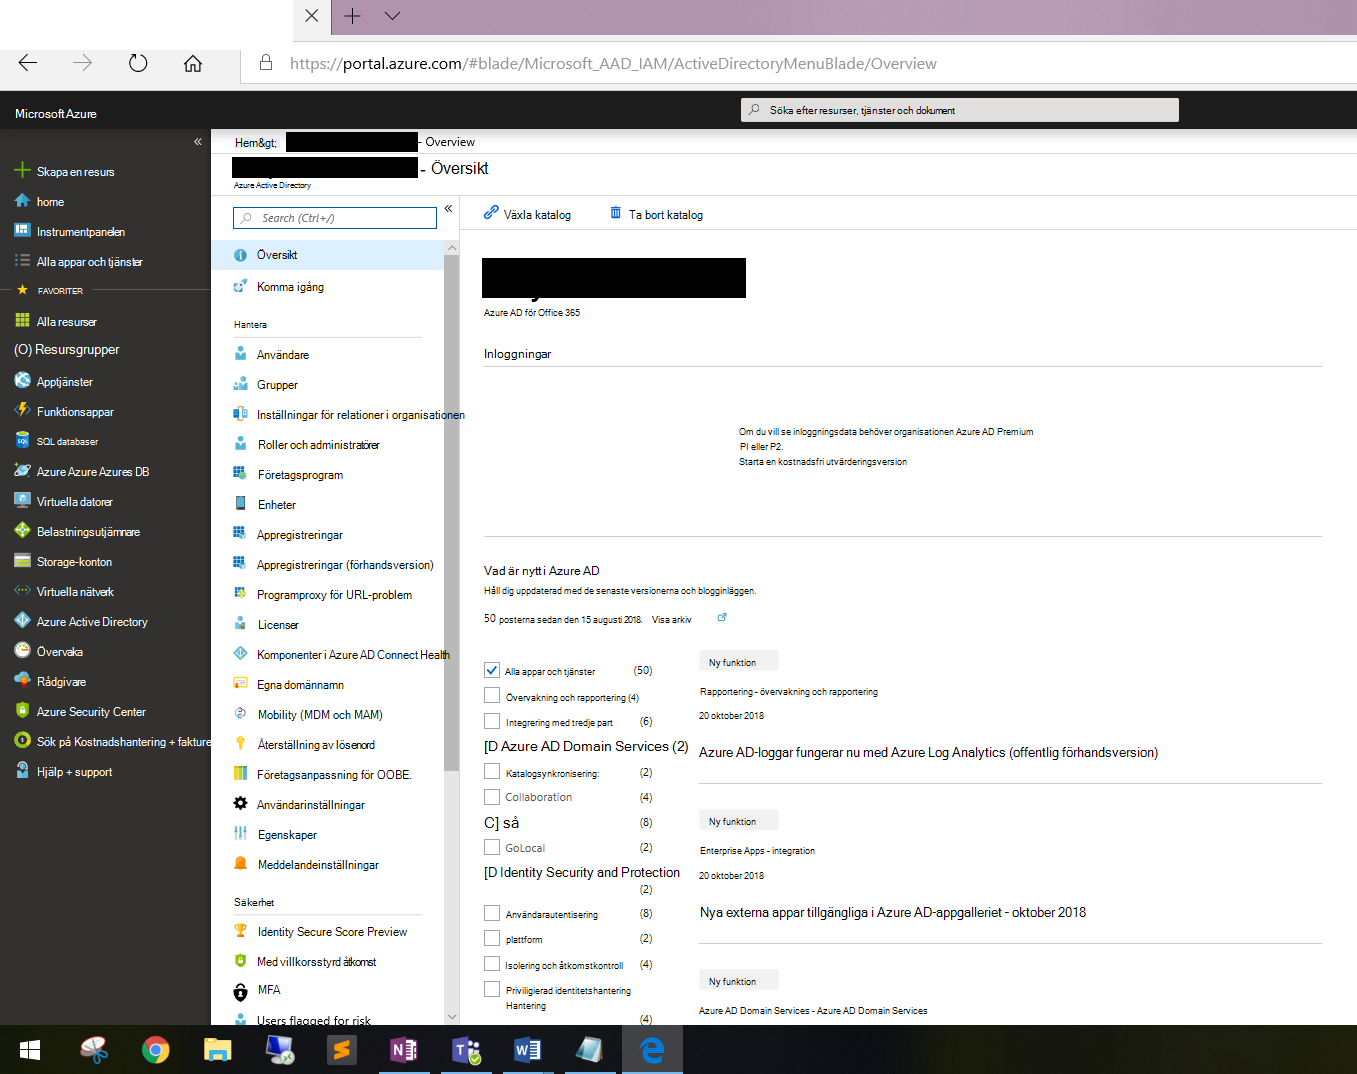 https://portal.azure.com/#blade/Microsoft_AAD_IAM/ActiveDirectoryMenuBlade/Overview
Microsoft Azure
Söka efter resurser, tjänster och dokument
«
Skapa en resurs
home
Instrumentpanelen
Alla appar och tjänster
FAVORITER
Alla resurser
(O) Resursgrupper
Apptjänster
Funktionsappar
SQL databaser
Azure Azure Azures DB
Virtuella datorer
Belastningsutjämnare
Storage-konton
Virtuella nätverk
Azure Active Directory
Övervaka
Rådgivare
Azure Security Center
Sök på Kostnadshantering + fakture
Hjälp + support
Hem&gt;
- Overview
- Översikt
Azure Active Directory
Search (Ctrl+/)
«
Översikt
Komma igång
Hantera
Användare
Grupper
Inställningar för relationer i organisationen
Roller och administratörer
Företagsprogram
Enheter
Appregistreringar
Appregistreringar (förhandsversion)
Programproxy för URL-problem
Licenser
Komponenter i Azure AD Connect Health
Egna domännamn
Mobility (MDM och MAM)
Återställning av lösenord
Företagsanpassning för OOBE.
Användarinställningar
Egenskaper
Meddelandeinställningar
Säkerhet
Identity Secure Score Preview
Med villkorsstyrd åtkomst
MFA
Users flagged for risk
Växla katalog
Ta bort katalog
Azure AD för Office 365
Inloggningar
Om du vill se inloggningsdata behöver organisationen Azure AD Premium
PI eller P2.
Starta en kostnadsfri utvärderingsversion
Vad är nytt i Azure AD
Håll dig uppdaterad med de senaste versionerna och blogginläggen.
50 posterna sedan den 15 augusti 2018. Visa arkiv
Alla appar och tjänster (50)
Övervakning och rapportering (4)
Integrering med tredje part (6)
[D Azure AD Domain Services (2)
Katalogsynkronisering: (2)
Collaboration (4)
C] så (8)
GoLocal (2)
[D Identity Security and Protection
(2)
Användarautentisering (8)
plattform (2)
Isolering och åtkomstkontroll (4)
Priviligierad identitetshantering
Hantering
(4)
Ny funktion
Rapportering - övervakning och rapportering
20 oktober 2018
Azure AD-loggar fungerar nu med Azure Log Analytics (offentlig förhandsversion)
Ny funktion
Enterprise Apps - integration
20 oktober 2018
Nya externa appar tillgängliga i Azure AD-appgalleriet - oktober 2018
Ny funktion
Azure AD Domain Services - Azure AD Domain Services